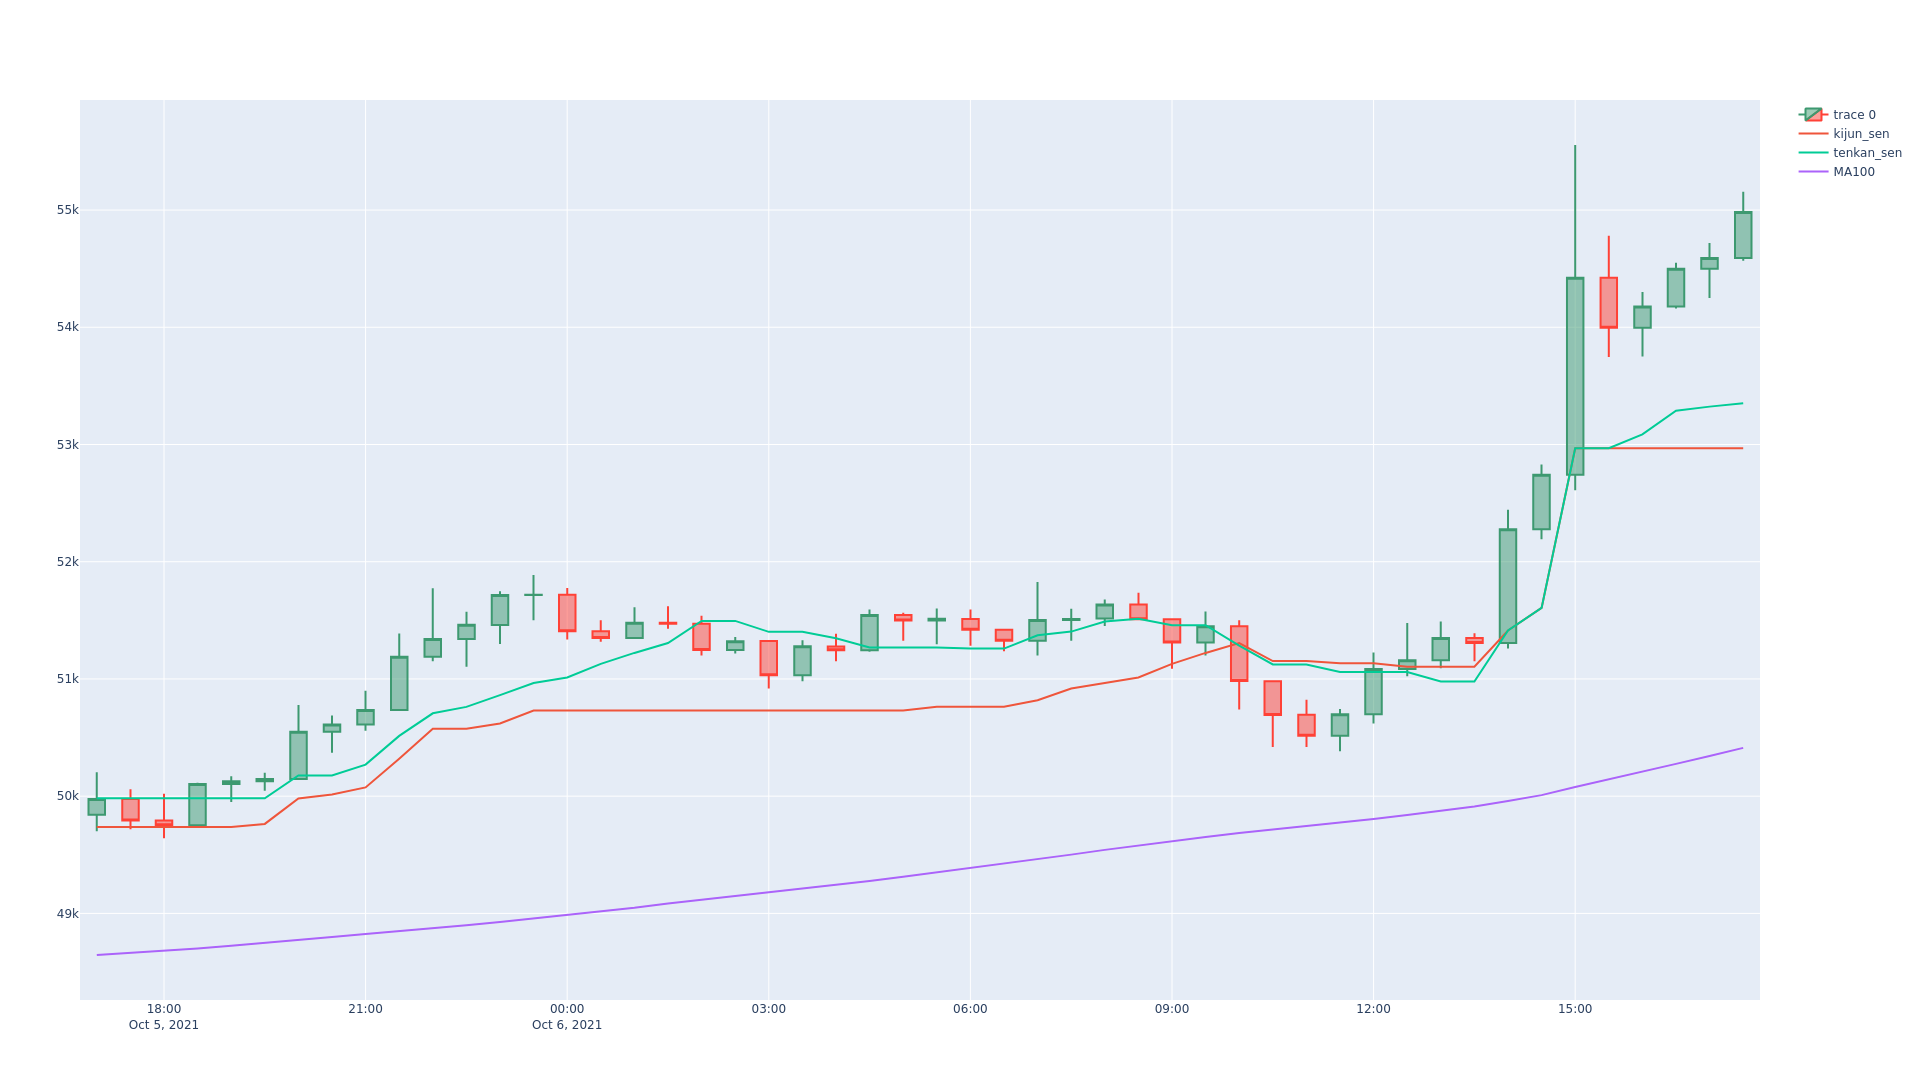 trace 0
kijun_sen
tenkan_sen
MA100
55k
54k
53k
52k
51k
50k
49k
18:00
Oct 5, 2021
21:00
00:00
Oct 6, 2021
03:00
06:00
09:00
12:00
15:00